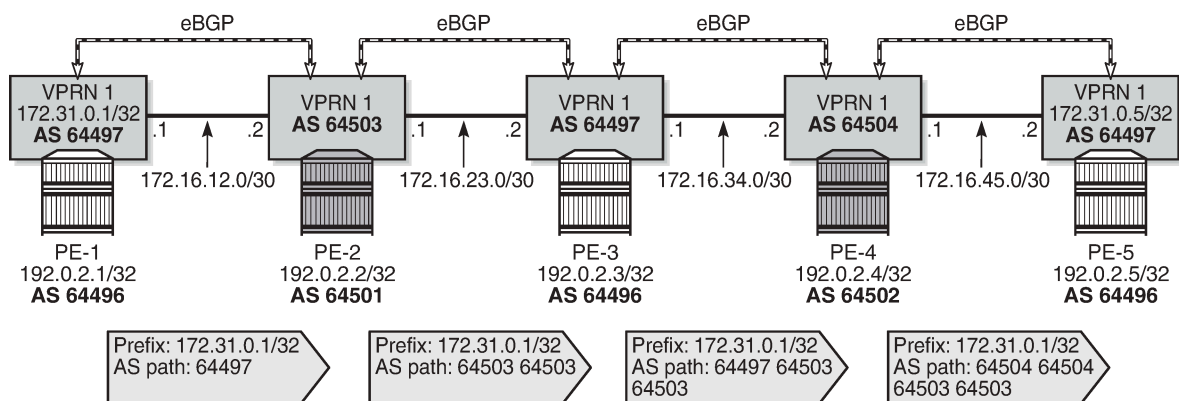 eBGP
eBGP
eBGP
eBGP
VPRN 1
172.31.0.1/32
AS 64497
VPRN 1
AS 64503
VPRN 1
AS 64497
VPRN 1
AS 64504
VPRN 1
172.31.0.5/32
AS 64497
.1
.2
.1
.2
.1
.2
.1
.2
172.16.12.0/30
172.16.23.0/30
172.16.34.0/30
172.16.45.0/30
PE-1
192.0.2.1/32
AS 64496
PE-2
192.0.2.2/32
AS 64501
PE-3
192.0.2.3/32
AS 64496
PE-4
192.0.2.4/32
AS 64502
PE-5
192.0.2.5/32
AS 64496
Prefix: 172.31.0.1/32
AS path: 64497
Prefix: 172.31.0.1/32
AS path: 64503 64503
Prefix: 172.31.0.1/32
AS path: 64497 64503
64503
Prefix: 172.31.0.1/32
AS path: 64504 64504
64503 64503